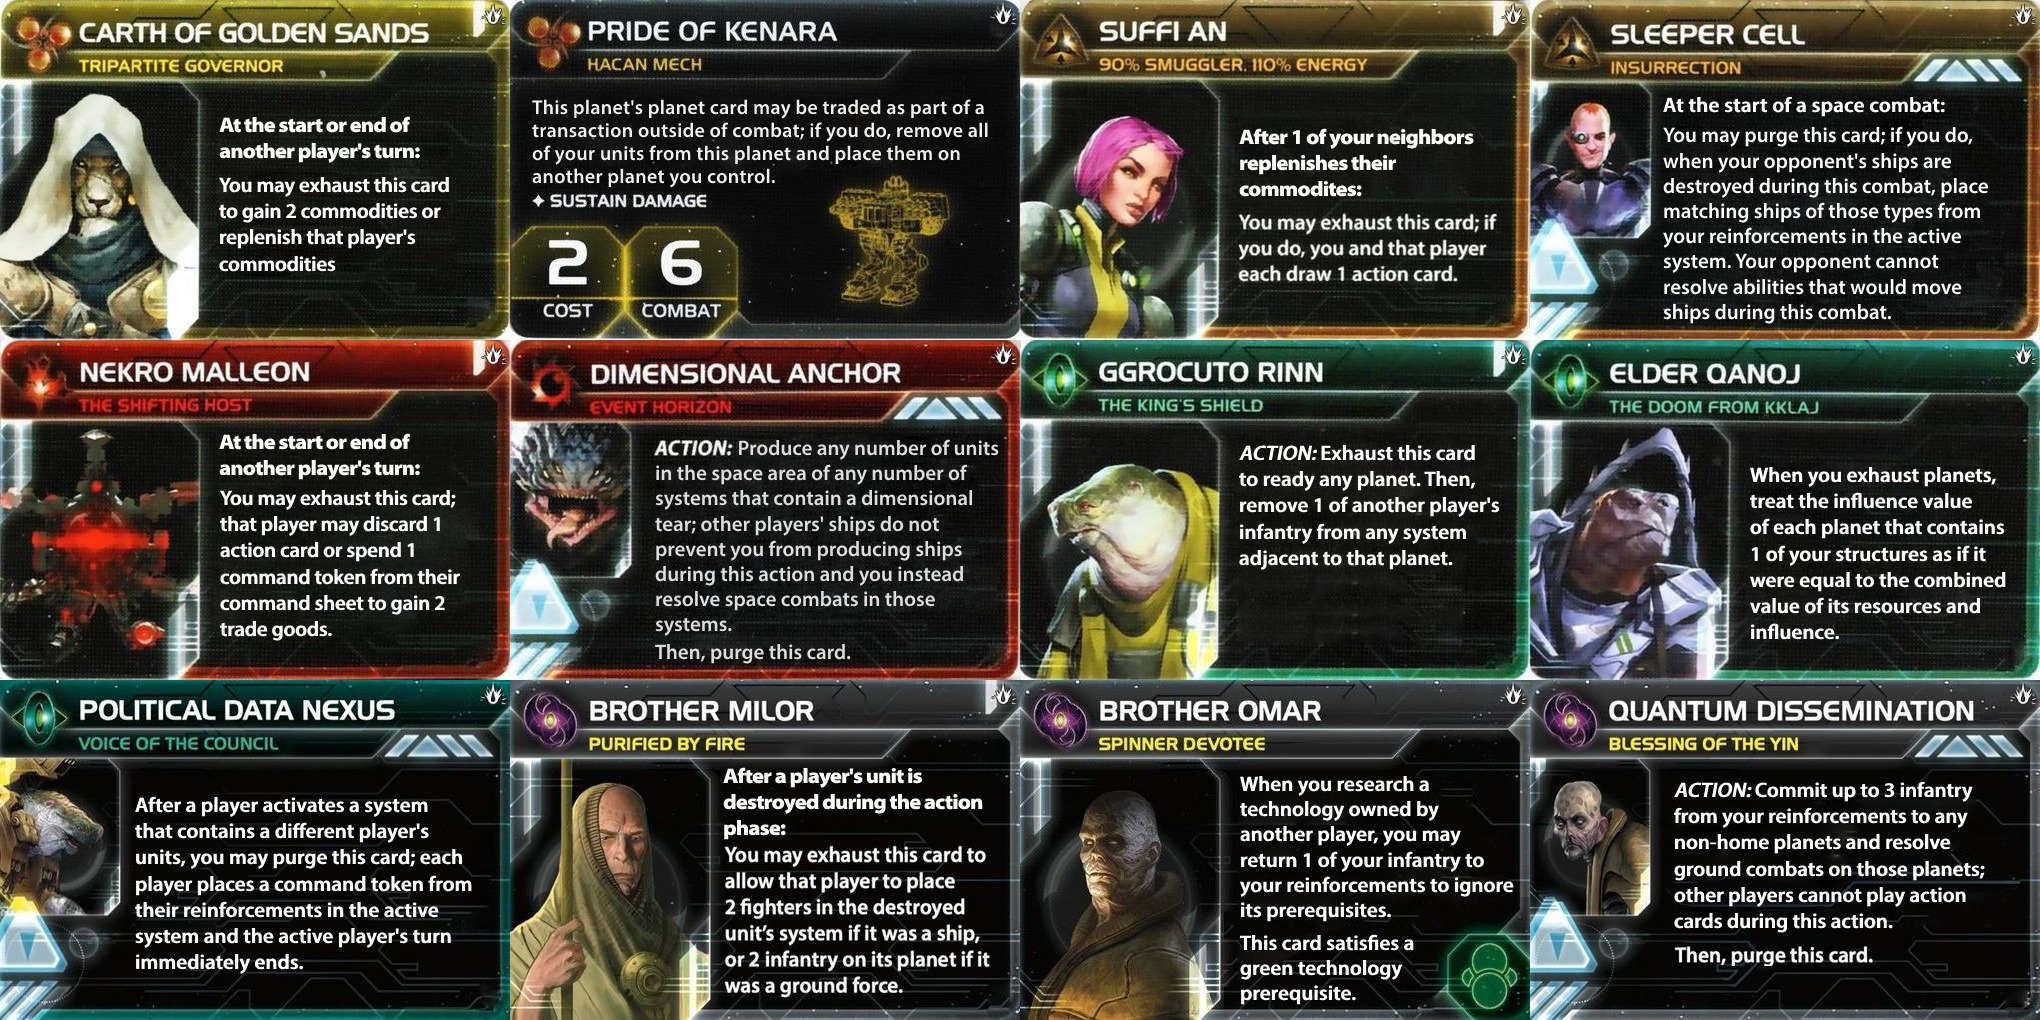 CARTH OF GOLDEN SANDS
TRIPARTITE GOVERNOR
At the start or end of
another player's turn:
You may exhaust this card
to gain 2 commodities or
replenish that player's
commodities
PRIDE OF KENARA
HACAN MECH
This planet's planet card may be traded as part of a
transaction outside of combat; if you do, remove all
of your units from this planet and place them on
another planet you control.
✦ SUSTAIN DAMAGE
2
COST
6
COMBAT
SUFFI AN
90% SMUGGLER. 110% ENERGY
After 1 of your neighbors
replenishes their
commodites:
You may exhaust this card; if
you do, you and that player
each draw 1 action card.
SLEEPER CELL
INSURRECTION
At the start of a space combat:
You may purge this card; if you do,
when your opponent's ships are
destroyed during this combat, place
matching ships of those types from
your reinforcements in the active
system. Your opponent cannot
resolve abilities that would move
ships during this combat.
NEKRO MALLEON
THE SHIFTING HOST
At the start or end of
another player's turn:
You may exhaust this card;
that player may discard 1
action card or spend 1
command token from their
command sheet to gain 2
trade goods.
DIMENSIONAL ANCHOR
EVENT HORIZON
ACTION: Produce any number of units
in the space area of any number of
systems that contain a dimensional
tear; other players' ships do not
prevent you from producing ships
during this action and you instead
resolve space combats in those
systems.
Then, purge this card.
GGROCUTO RINN
THE KING'S SHIELD
ACTION: Exhaust this card
to ready any planet. Then,
remove 1 of another player's
infantry from any system
adjacent to that planet.
ELDER QANOJ
THE DOOM FROM KKLAJ
When you exhaust planets,
treat the influence value
of each planet that contains
1 of your structures as if it
were equal to the combined
value of its resources and
influence.
POLITICAL DATA NEXUS
VOICE OF THE COUNCIL
After a player activates a system
that contains a different player's
units, you may purge this card; each
player places a command token from
their reinforcements in the active
system and the active player's turn
immediately ends.
BROTHER MILOR
PURIFIED BY FIRE
After a player's unit is
destroyed during the action
phase:
You may exhaust this card to
allow that player to place
2 fighters in the destroyed
unit's system if it was a ship,
or 2 infantry on its planet if it
was a ground force.
BROTHER OMAR
SPINNER DEVOTEE
When you research a
technology owned by
another player, you may
return 1 of your infantry to
your reinforcements to ignore
its prerequisites.
This card satisfies a
green technology
prerequisite.
QUANTUM DISSEMINATION
BLESSING OF THE YIN
ACTION: Commit up to 3 infantry
from your reinforcements to any
non-home planets and resolve
ground combats on those planets;
other players cannot play action
cards during this action.
Then, purge this card.